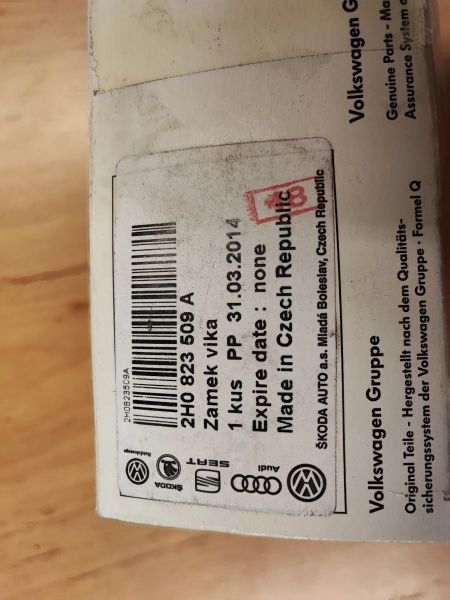 2H0823509A
2H0 823 509 A
Zamek vika
1 kus PP 31.03.2014
Expire date : none
Made in Czech Republic
ŠKODA AUTO a.s. Mladá Boleslav, Czech Republic
Nutzfahrzeuge
ŠKODA
SEAT
Audi
8
Volkswagen Gruppe
Original Teile - Hergestellt nach dem Qualitäts-
sicherungssystem der Volkswagen Gruppe · Formel Q
Volkswagen G
Genuine Parts - Ma
Assurance System o